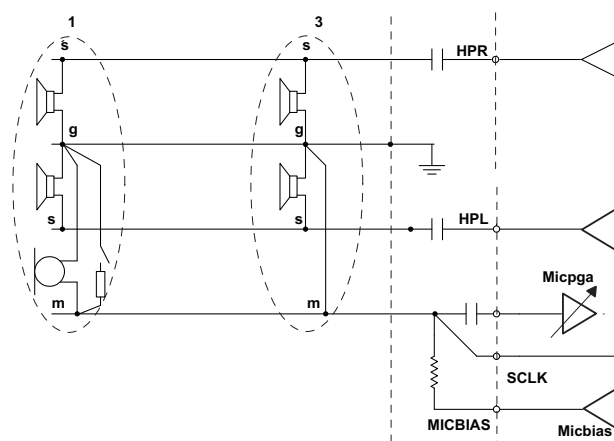 1 3
s s HPR
g g
s s HPL
Micpga
m m
SCLK
MICBIAS Micbias